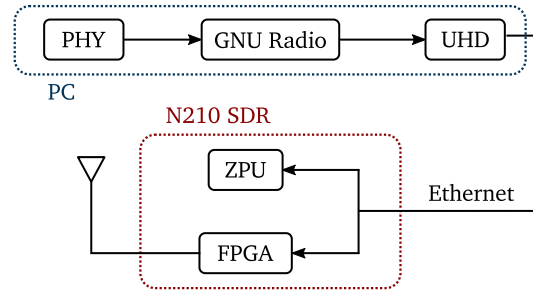 PHY
GNU Radio
UHD
PC
N210 SDR
ZPU
Ethernet
FPGA